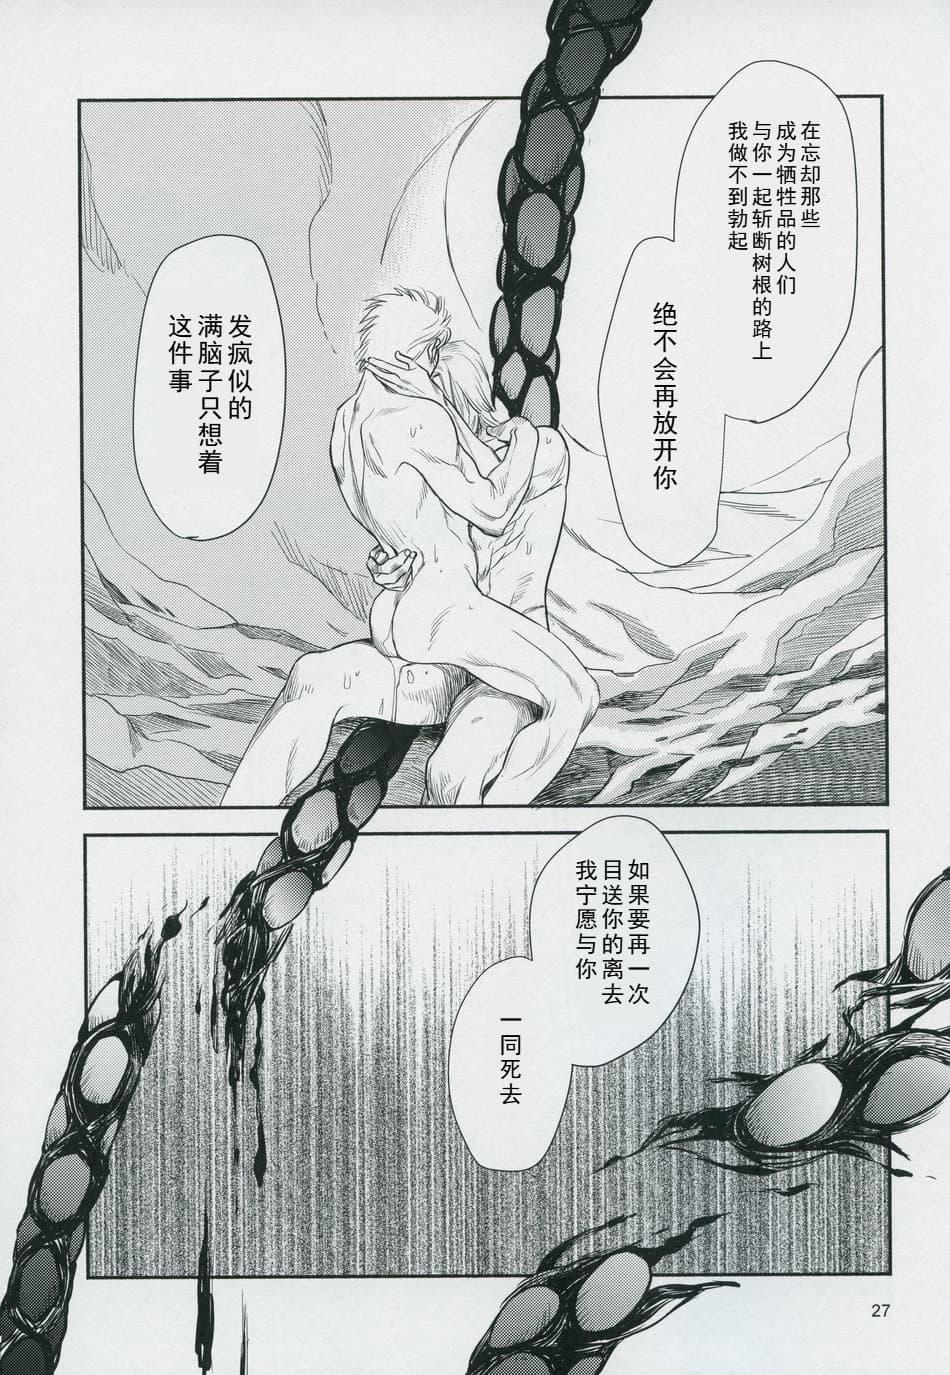 在忘却那些
成为牺牲品的人们
与你一起斩断树根的路上
我做不到勃起
绝不会再放开你
发疯似的
满脑子只想着
这件事
如果要再一次
目送你的离去
我宁愿与你
一同死去
27